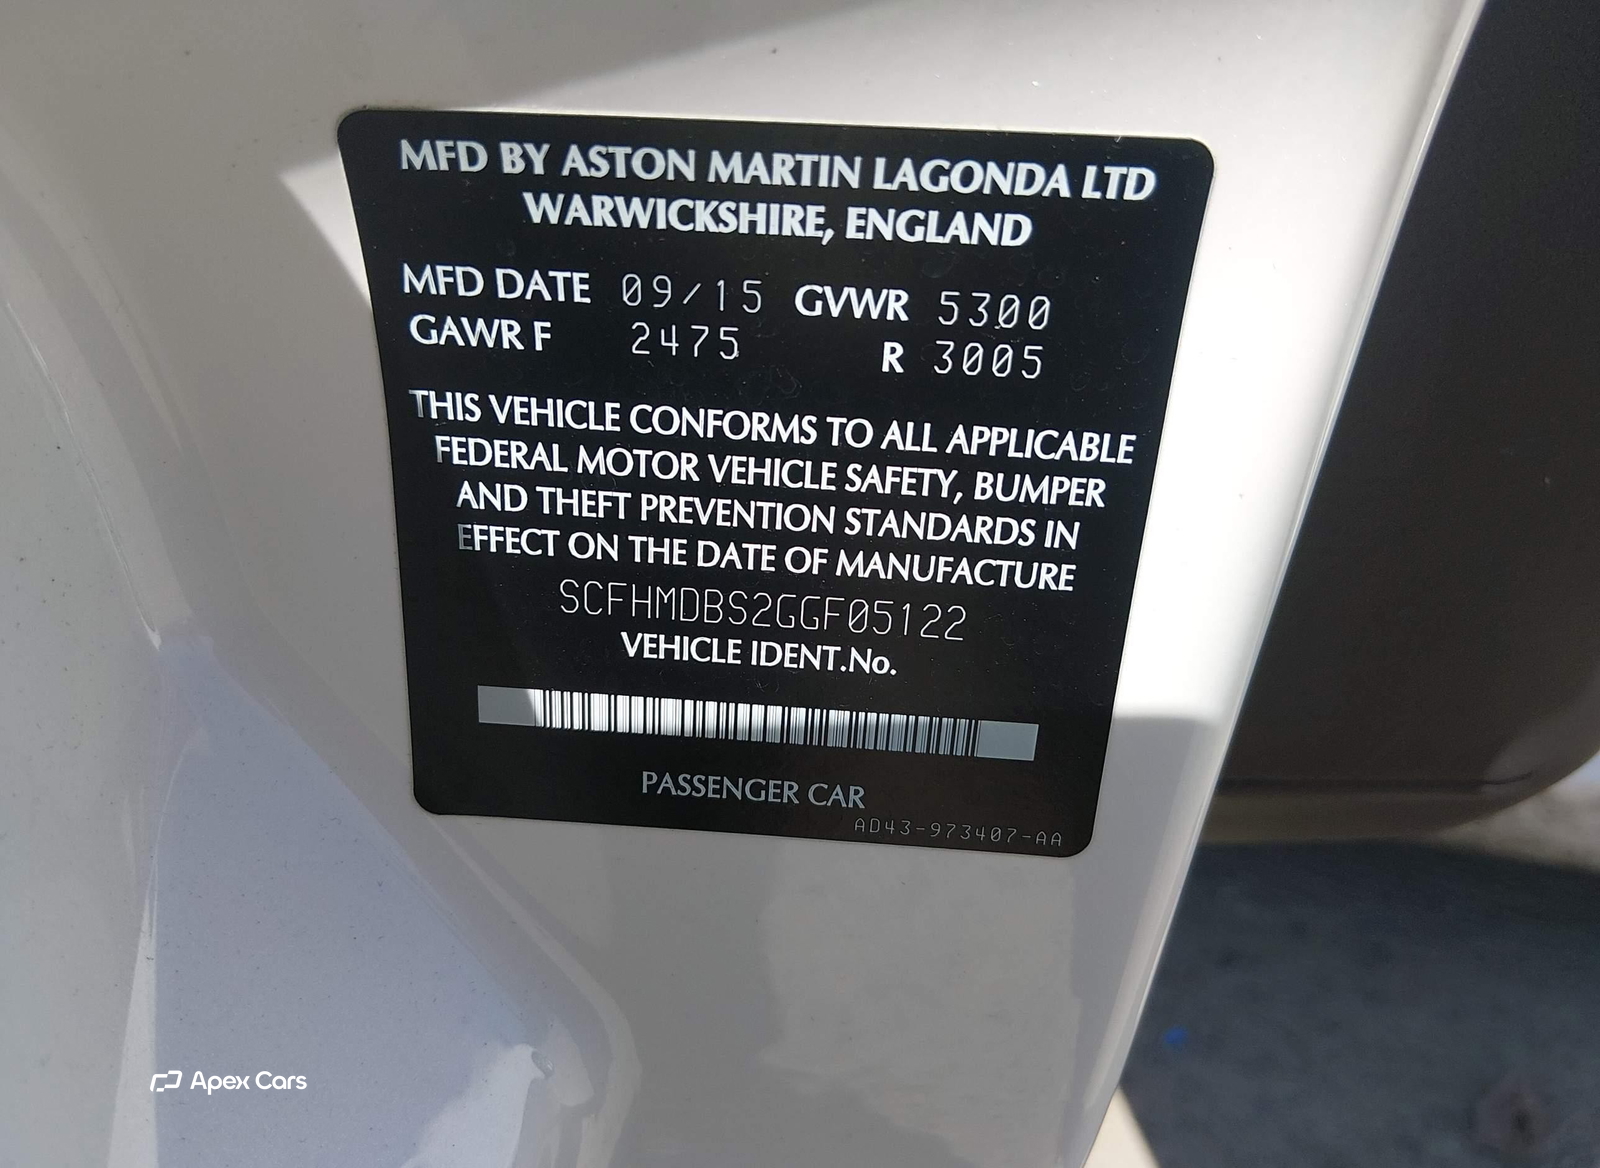 MFD BY ASTON MARTIN LAGONDA LTD
WARWICKSHIRE, ENGLAND
MFD DATE 09/15 GVWR 5300
GAWR F 2475 R 3005
THIS VEHICLE CONFORMS TO ALL APPLICABLE
FEDERAL MOTOR VEHICLE SAFETY, BUMPER
AND THEFT PREVENTION STANDARDS IN
EFFECT ON THE DATE OF MANUFACTURE
SCFHMDBS2GGF05122
VEHICLE IDENT.No.
PASSENGER CAR
AD43-973407-AA
Apex Cars